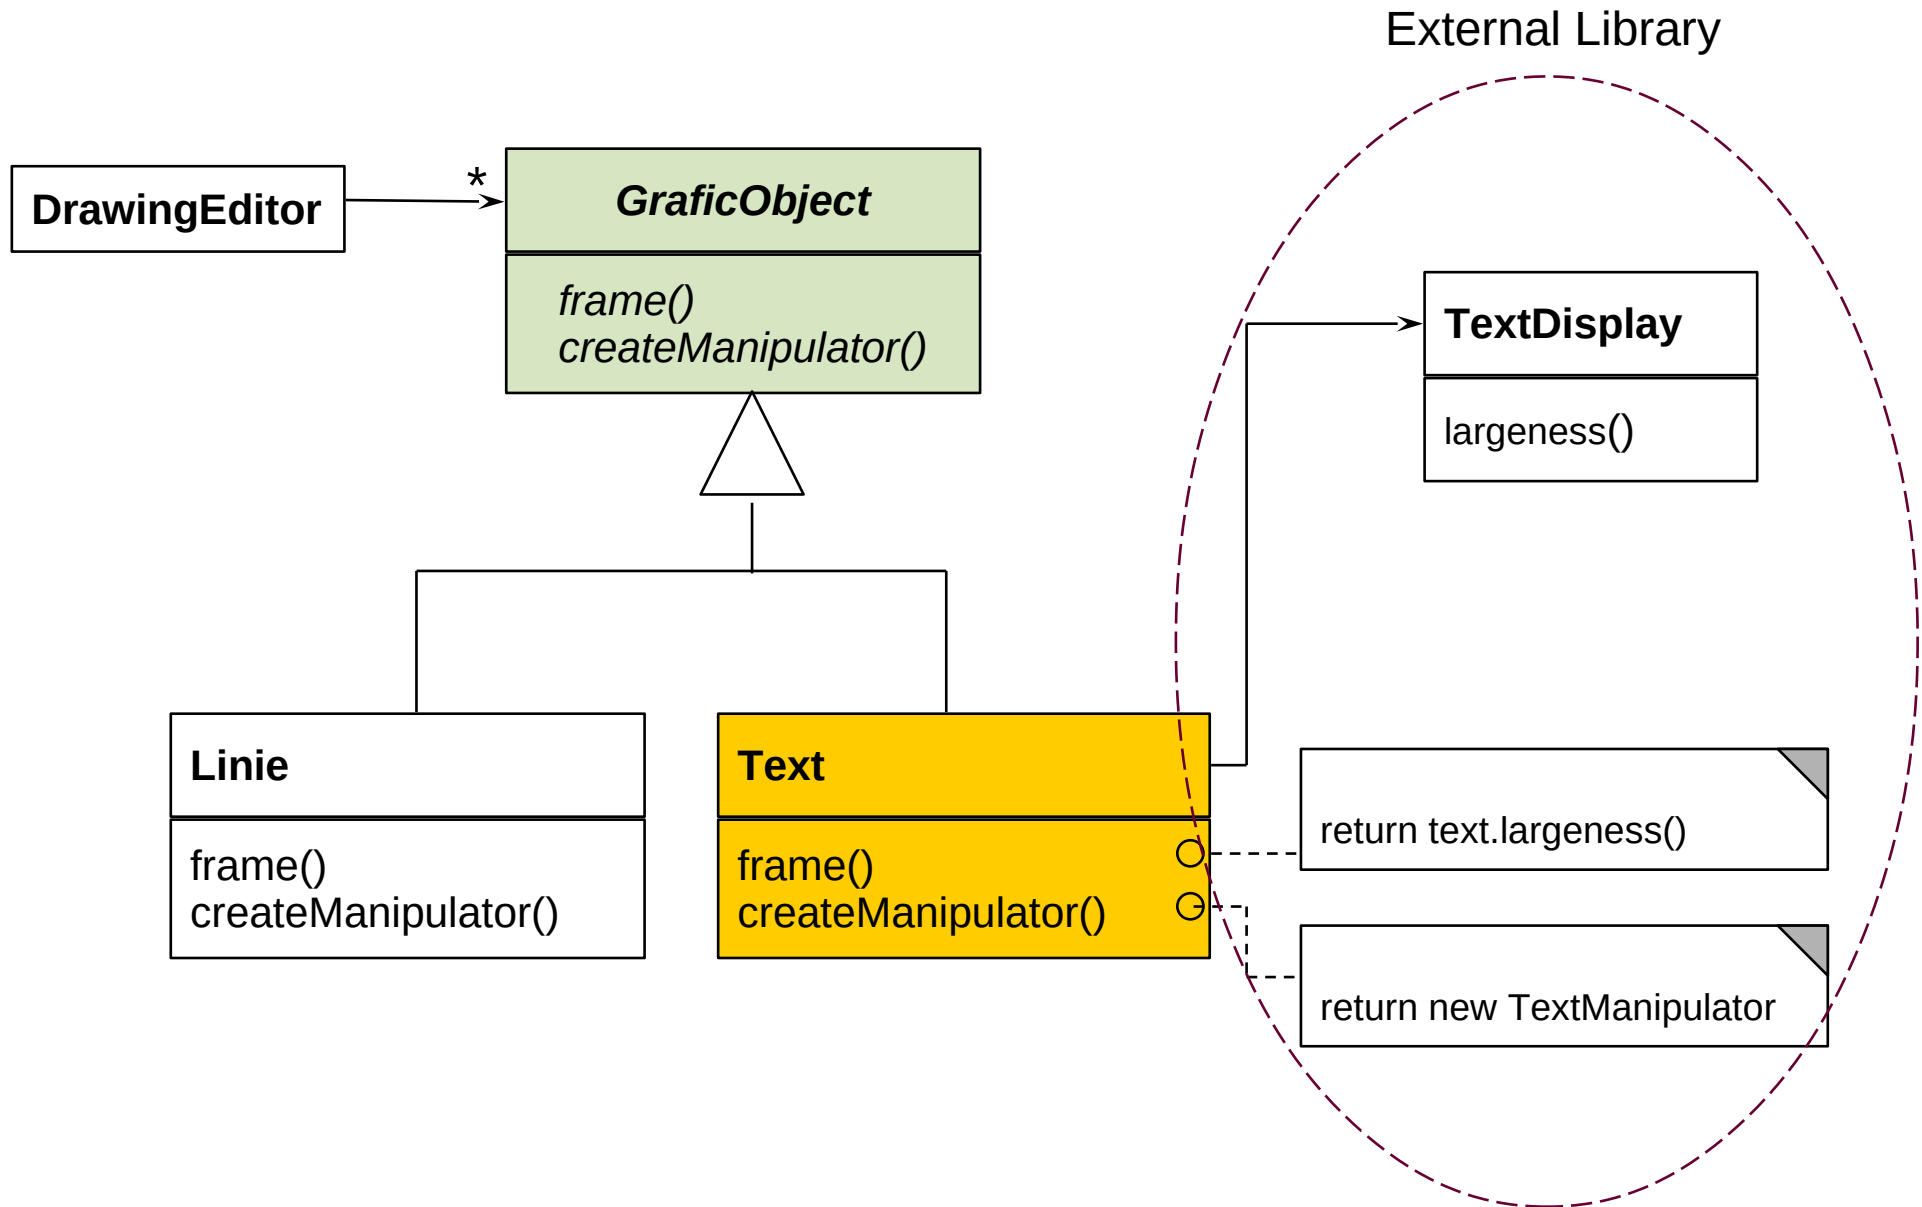 External Library
DrawingEditor
*
GraficObject
frame()
createManipulator()
TextDisplay
largeness()
Linie
frame()
createManipulator()
Text
frame()
createManipulator()
return text.largeness()
return new TextManipulator